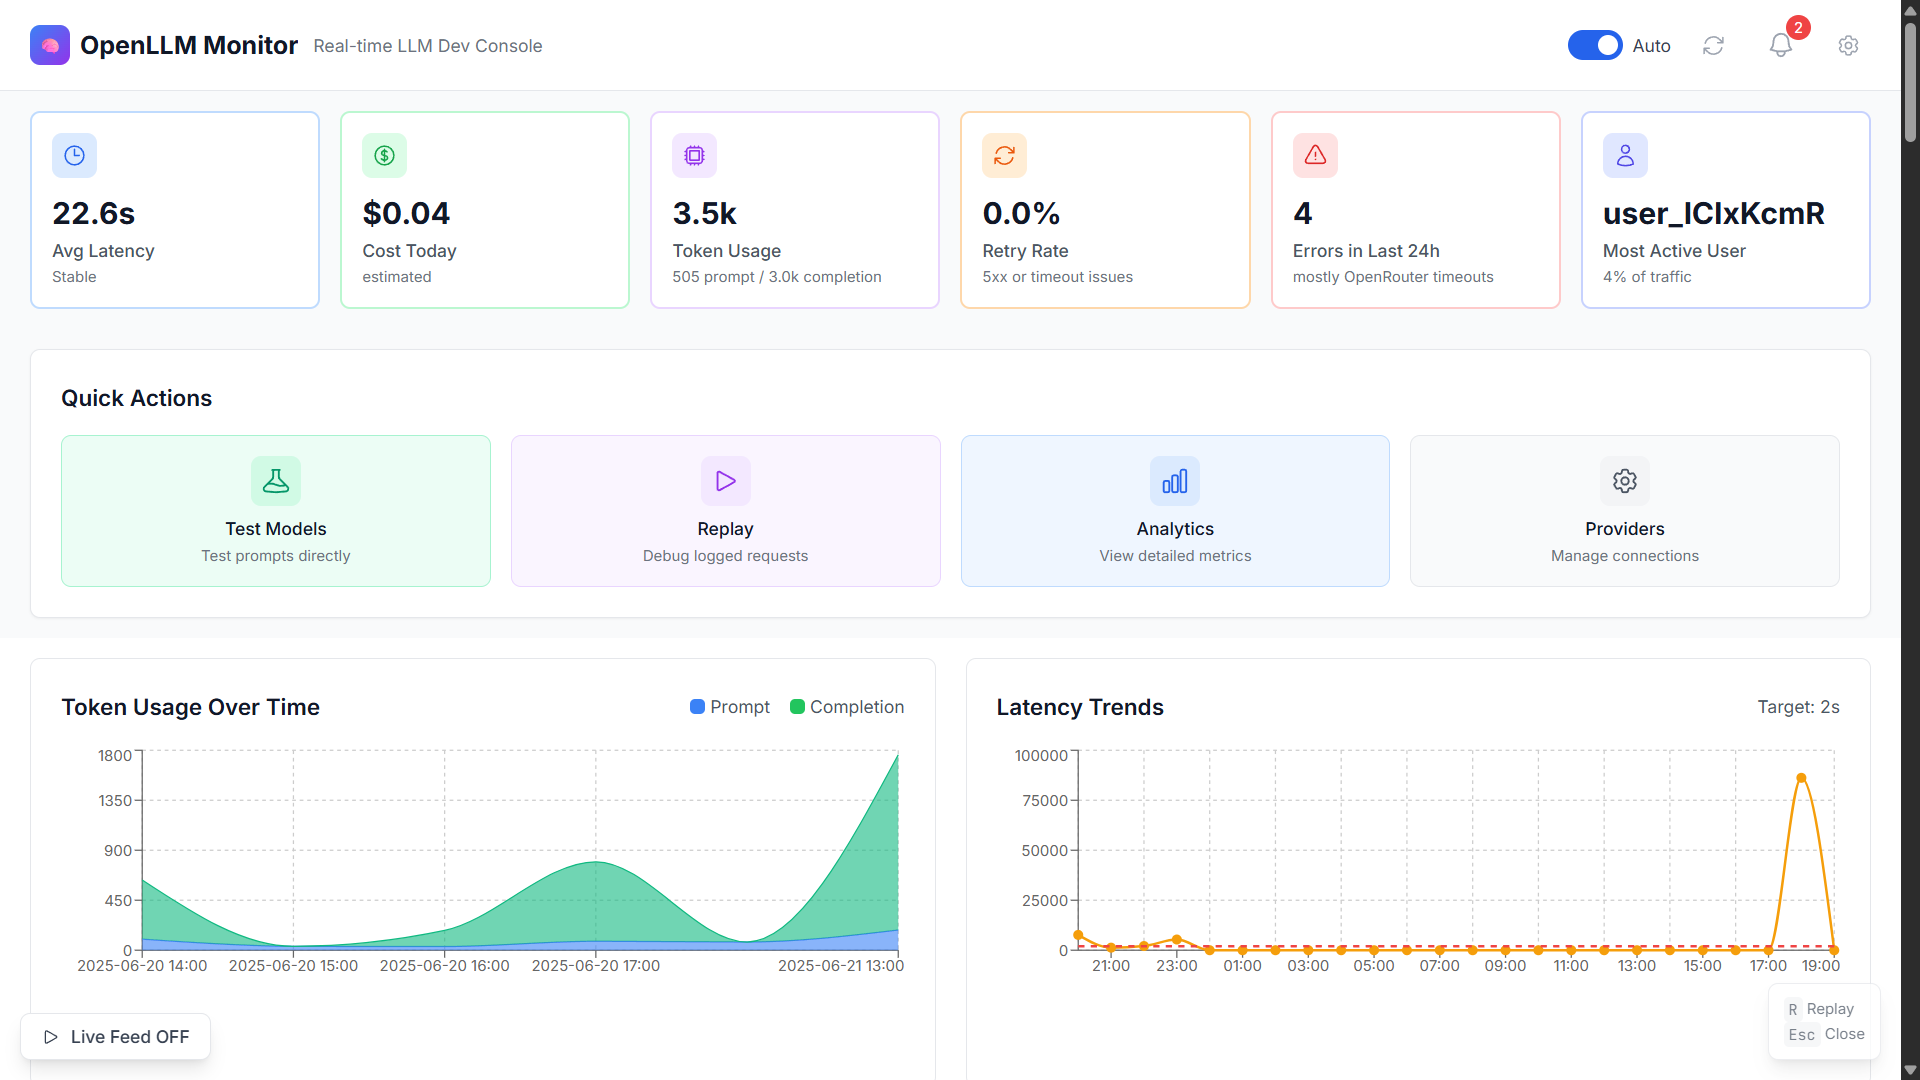 OpenLLM Monitor Real-time LLM Dev Console
Auto
2
22.6s
Avg Latency
Stable
$0.04
Cost Today
estimated
3.5k
Token Usage
505 prompt / 3.0k completion
0.0%
Retry Rate
5xx or timeout issues
4
Errors in Last 24h
mostly OpenRouter timeouts
user_lCIxKcmR
Most Active User
4% of traffic
Quick Actions
Test Models
Test prompts directly
Replay
Debug logged requests
Analytics
View detailed metrics
Providers
Manage connections
Token Usage Over Time
Prompt Completion
1800
1350
900
450
0
2025-06-20 14:00 2025-06-20 15:00 2025-06-20 16:00 2025-06-20 17:00 2025-06-21 13:00
Latency Trends
Target: 2s
100000
75000
50000
25000
0
21:00 23:00 01:00 03:00 05:00 07:00 09:00 11:00 13:00 15:00 17:00 19:00
Live Feed OFF
R Replay
Esc Close